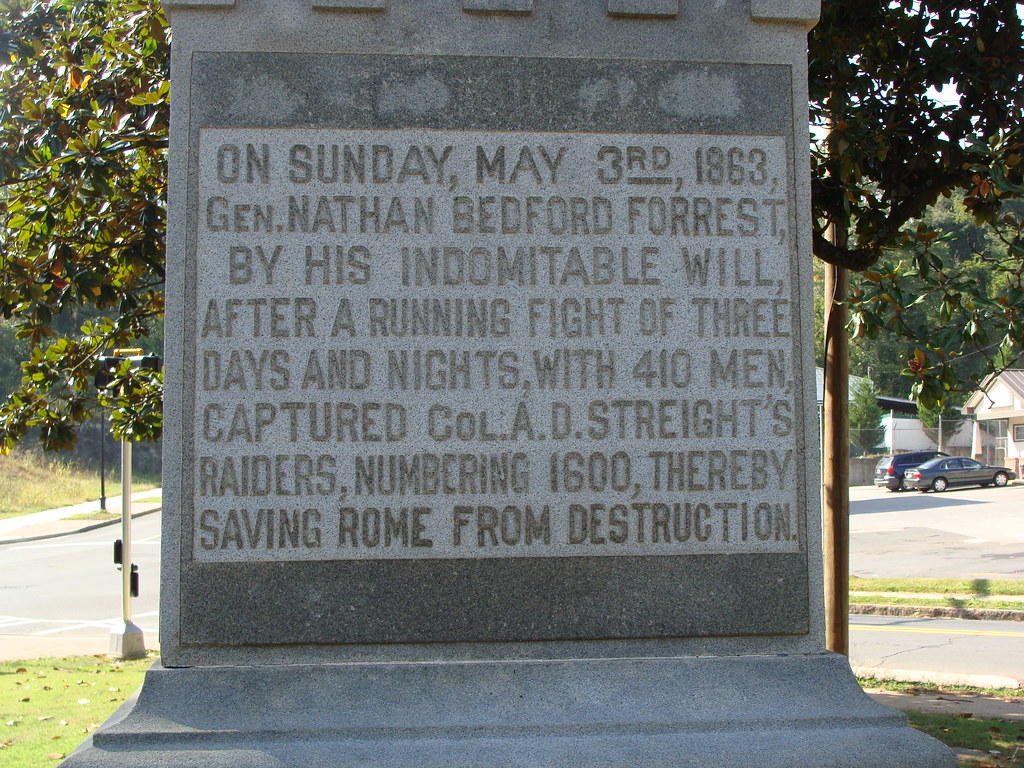 ON SUNDAY, MAY 3RD, 1863,
GEN. NATHAN BEDFORD FORREST,
BY HIS INDOMITABLE WILL,
AFTER A RUNNING FIGHT OF THREE
DAYS AND NIGHTS, WITH 410 MEN,
CAPTURED COL. A. D. STREIGHT'S
RAIDERS, NUMBERING 1600, THEREBY
SAVING ROME FROM DESTRUCTION.